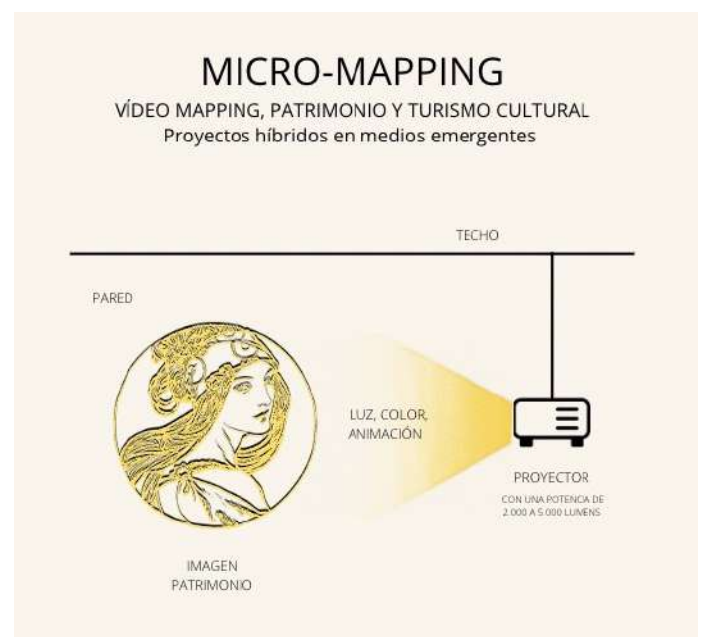 MICRO-MAPPING
VÍDEO MAPPING, PATRIMONIO Y TURISMO CULTURAL
Proyectos híbridos en medios emergentes
TECHO
PARED
LUZ, COLOR,
ANIMACIÓN
PROYECTOR
CON UNA POTENCIA DE
2.000 A 5.000 LUMENS
IMAGEN
PATRIMONIO